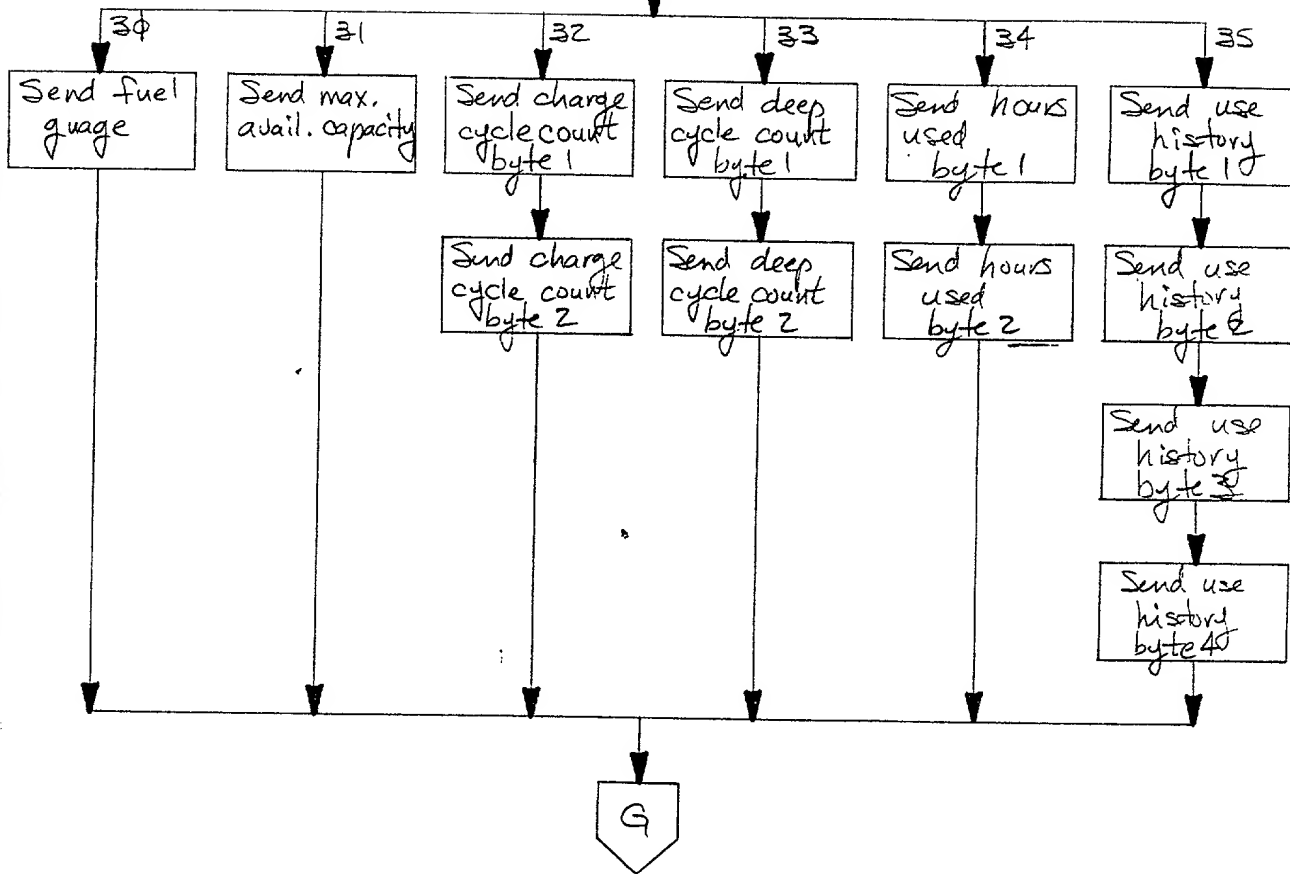 3φ
31
32
33
34
35
Send fuel
guage
Send max.
avail. capacity
Send charge
cycle count
byte 1
Send deep
cycle count
byte 1
Send hours
used
byte 1
Send use
history
byte 1
Send charge
cycle count
byte 2
Send deep
cycle count
byte 2
Send hours
used
byte 2
Send use
history
byte 2
Send use
history
byte 3
Send use
history
byte 4
G